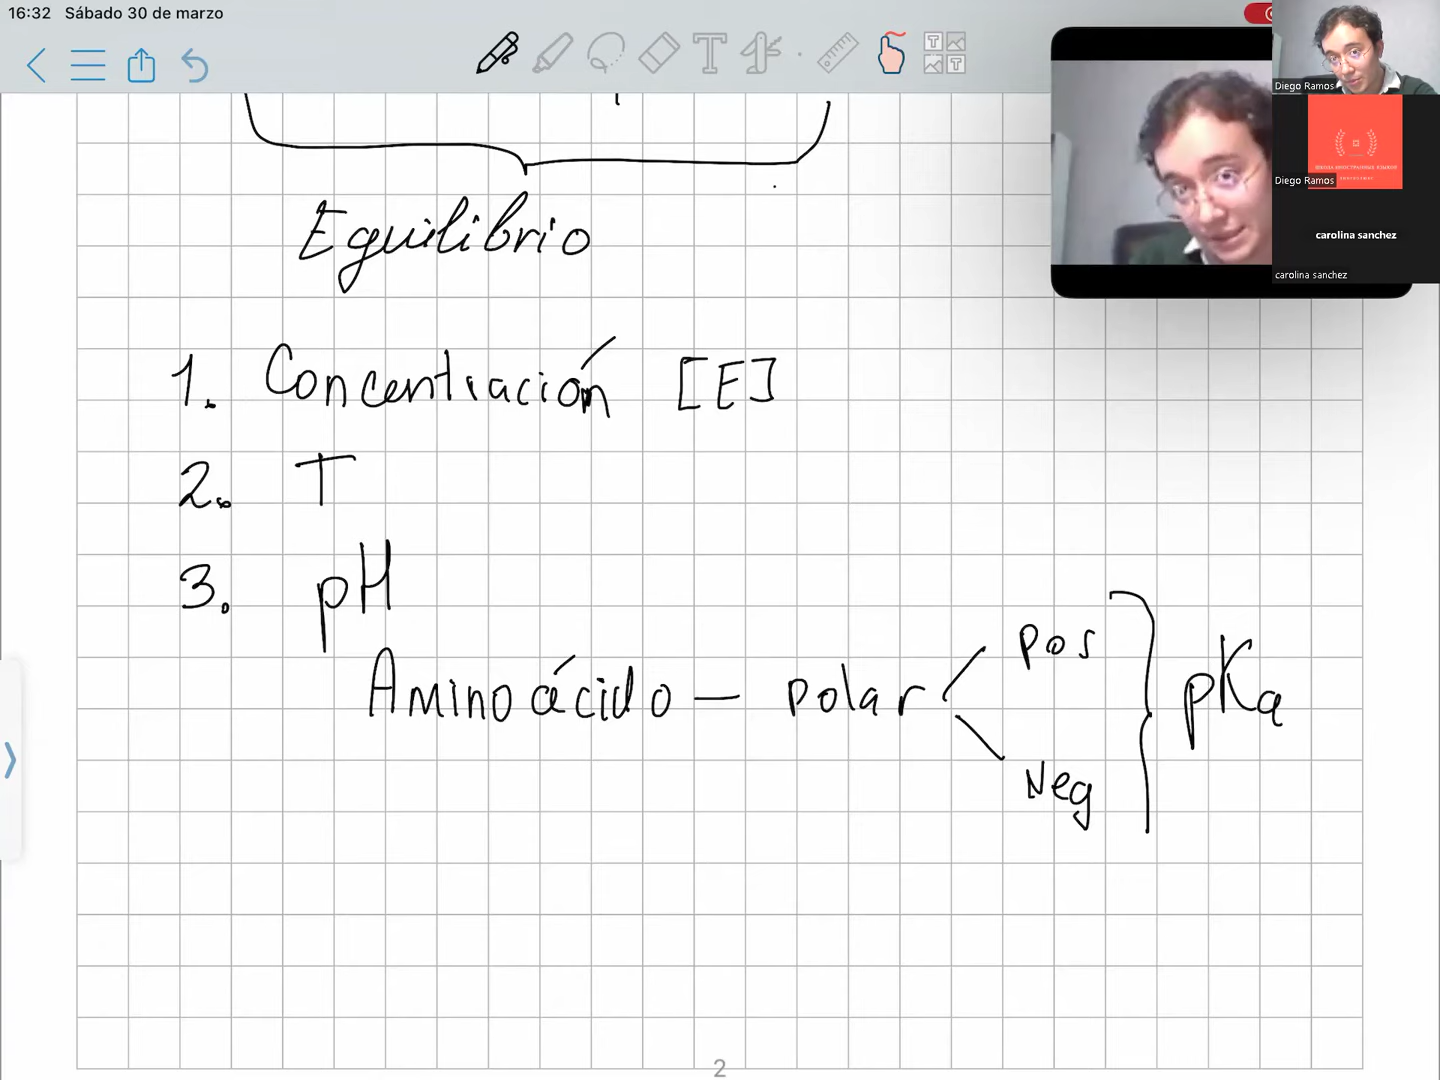 16:32 Sábado 30 de marzo
Diego Ramos
Diego Ramos
carolina sanchez
carolina sanchez
Equilibrio
1. Concentración [E]
2. T
3. pH
Aminoácido — polar
pos
Neg
pKa
2